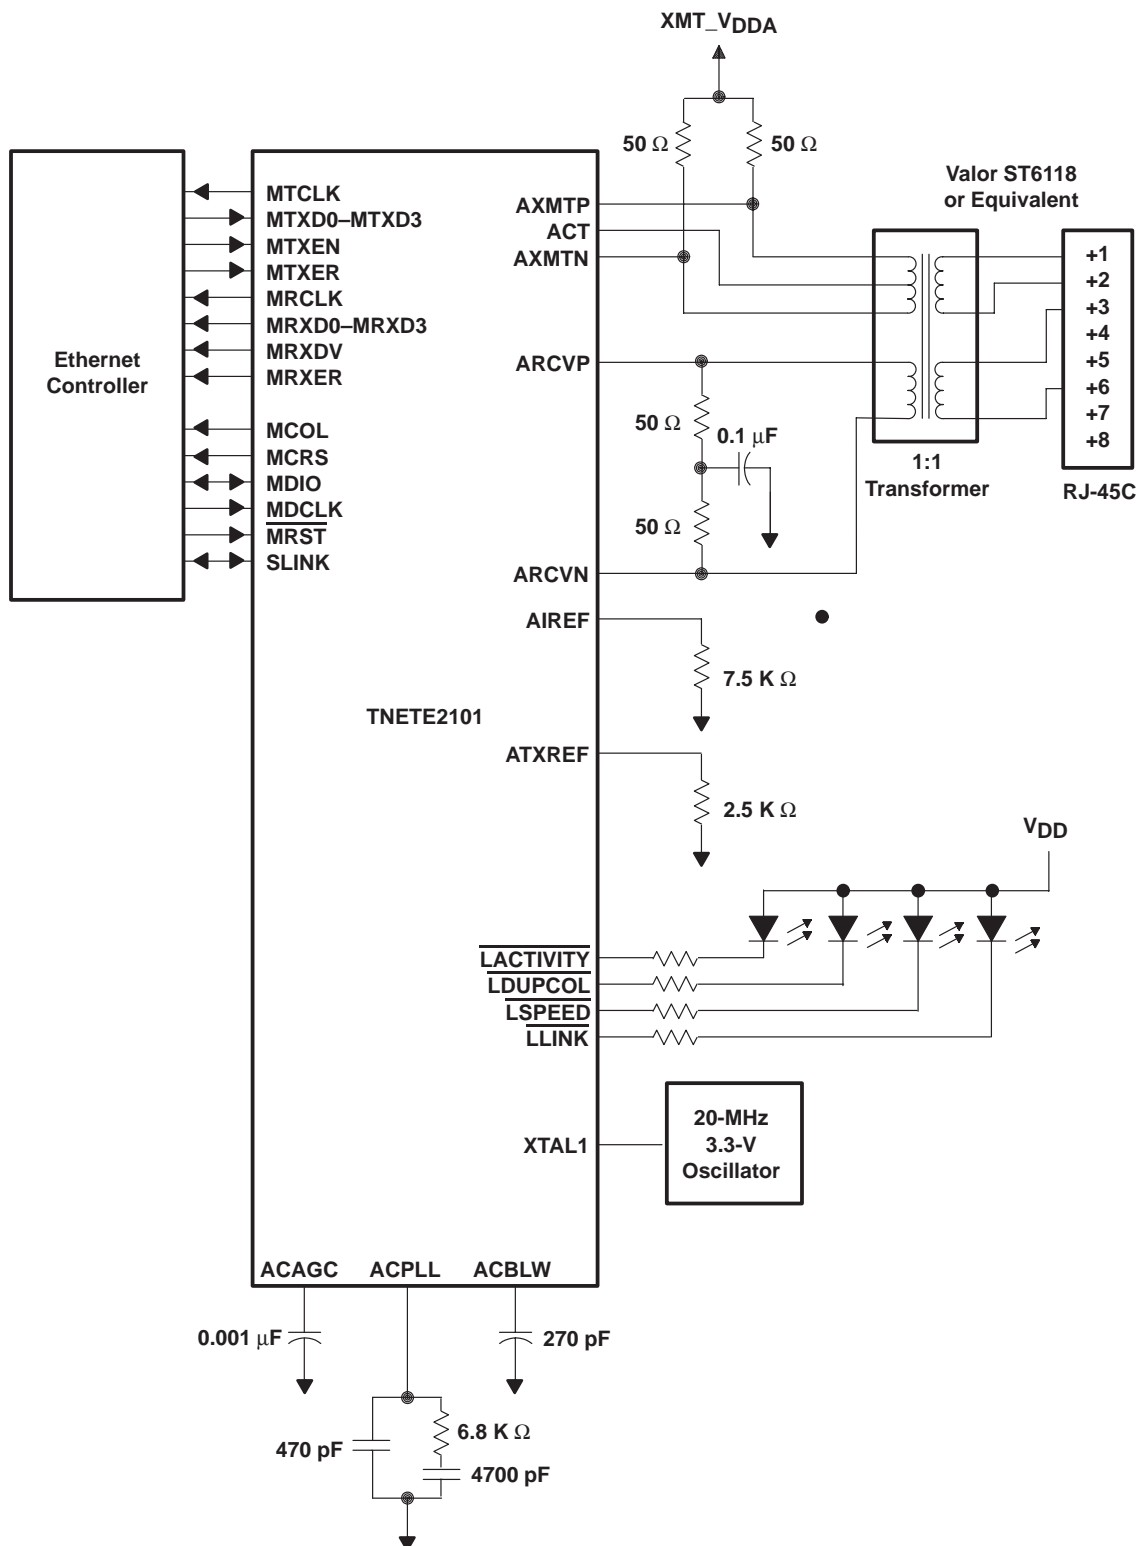 XMT_VDDA
50 Ω
50 Ω
Valor ST6118
or Equivalent
Ethernet
Controller
MTCLK
MTXD0–MTXD3
MTXEN
MTXER
MRCLK
MRXD0–MRXD3
MRXDV
MRXER
MCOL
MCRS
MDIO
MDCLK
MRST
SLINK
TNETE2101
AXMTP
ACT
AXMTN
ARCVP
ARCVN
AIREF
ATXREF
LACTIVITY
LDUPCOL
LSPEED
LLINK
XTAL1
50 Ω
0.1 μF
50 Ω
1:1
Transformer
+1
+2
+3
+4
+5
+6
+7
+8
RJ-45C
7.5 K Ω
2.5 K Ω
VDD
20-MHz
3.3-V
Oscillator
ACAGC
ACPLL
ACBLW
0.001 μF
270 pF
470 pF
6.8 K Ω
4700 pF